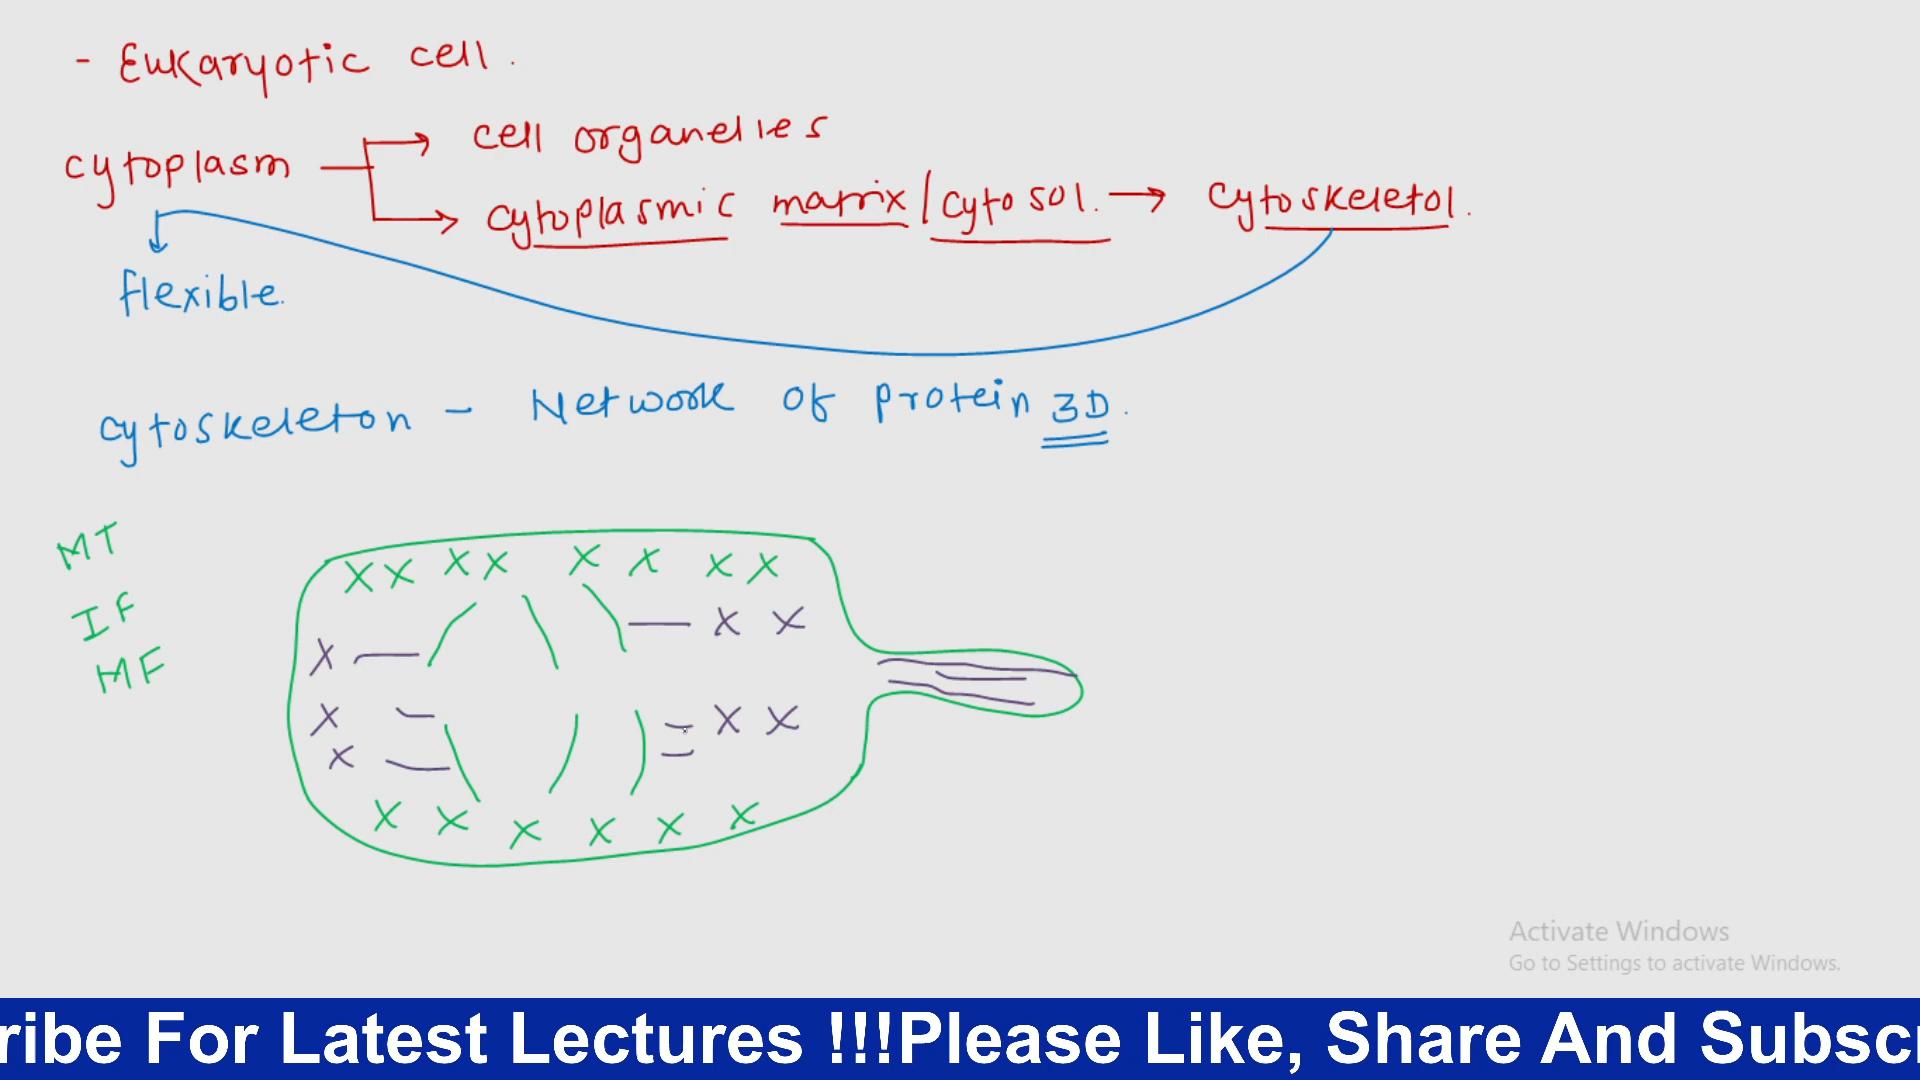 - Eukaryotic cell.
cytoplasm → cell organelles
→ cytoplasmic matrix/cytosol. → cytoskeletol.
flexible.
cytoskeleton - Network of protein 3D.
MT
IF
MF
X X X X X X X X
X X
X
X X X
X
X X X X X X
Activate Windows
Go to Settings to activate Windows.
ribe For Latest Lectures !!!Please Like, Share And Subscr